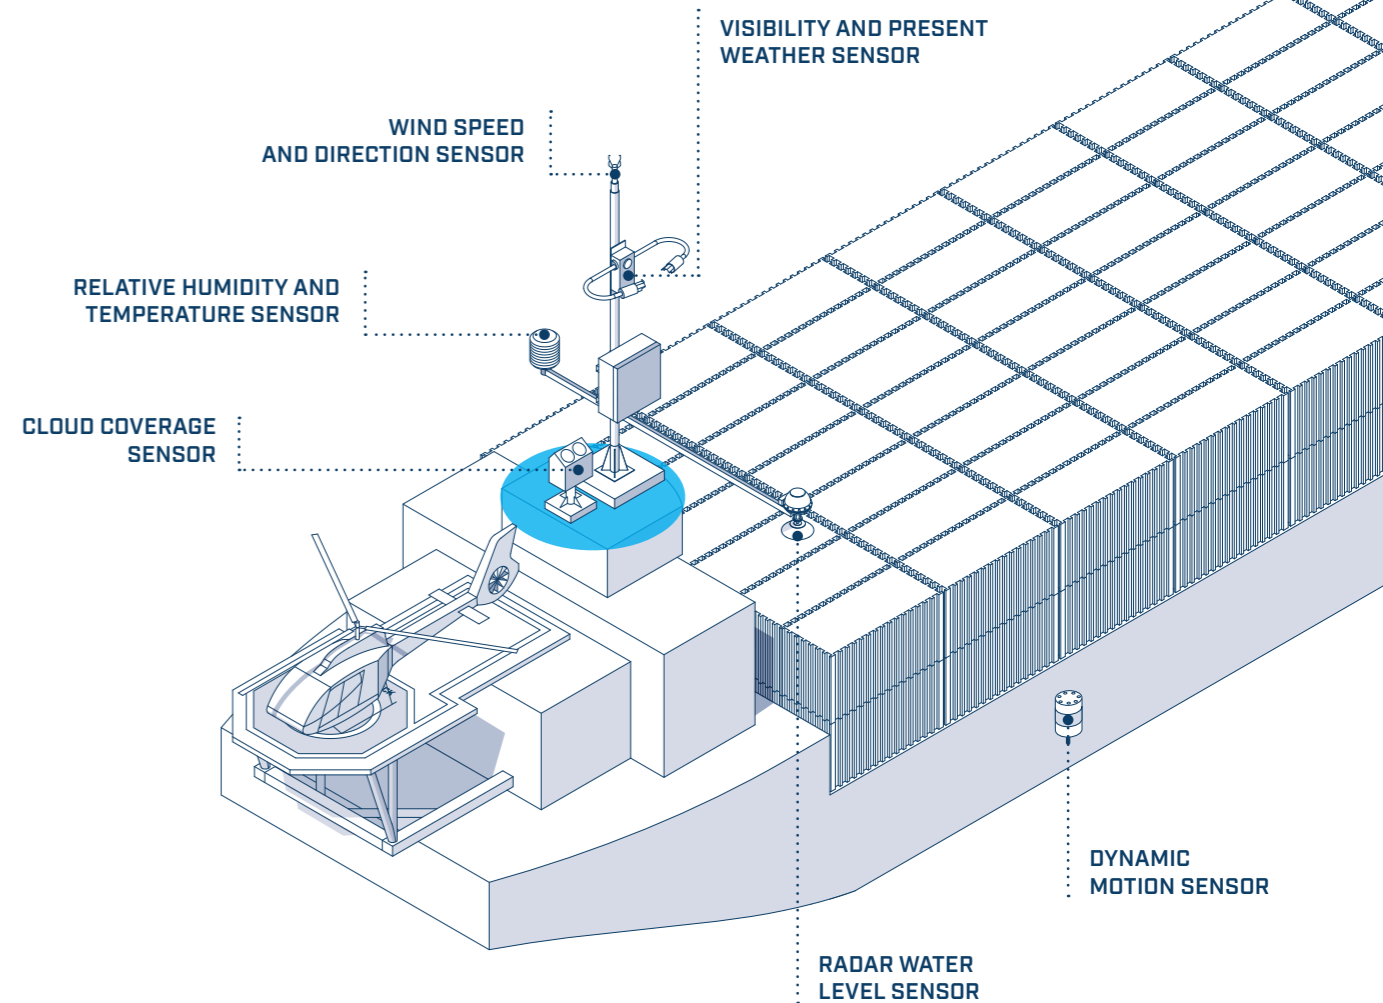 VISIBILITY AND PRESENT
WEATHER SENSOR
WIND SPEED
AND DIRECTION SENSOR
RELATIVE HUMIDITY AND
TEMPERATURE SENSOR
CLOUD COVERAGE
SENSOR
DYNAMIC
MOTION SENSOR
RADAR WATER
LEVEL SENSOR